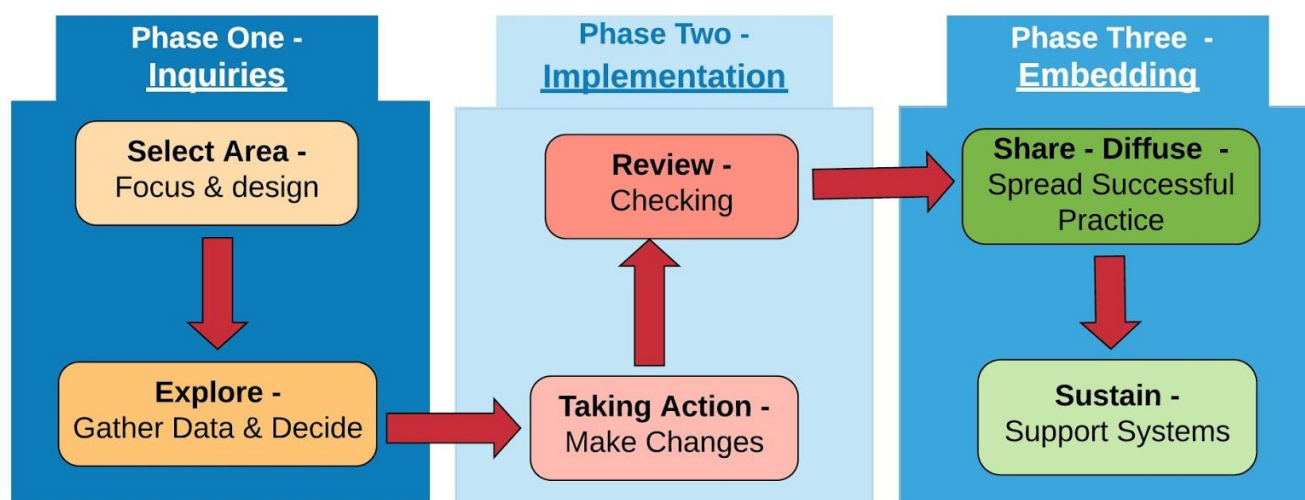 Phase One -
Inquiries
Select Area -
Focus & design
Explore -
Gather Data & Decide
Phase Two -
Implementation
Review -
Checking
Taking Action -
Make Changes
Phase Three -
Embedding
Share - Diffuse -
Spread Successful
Practice
Sustain -
Support Systems